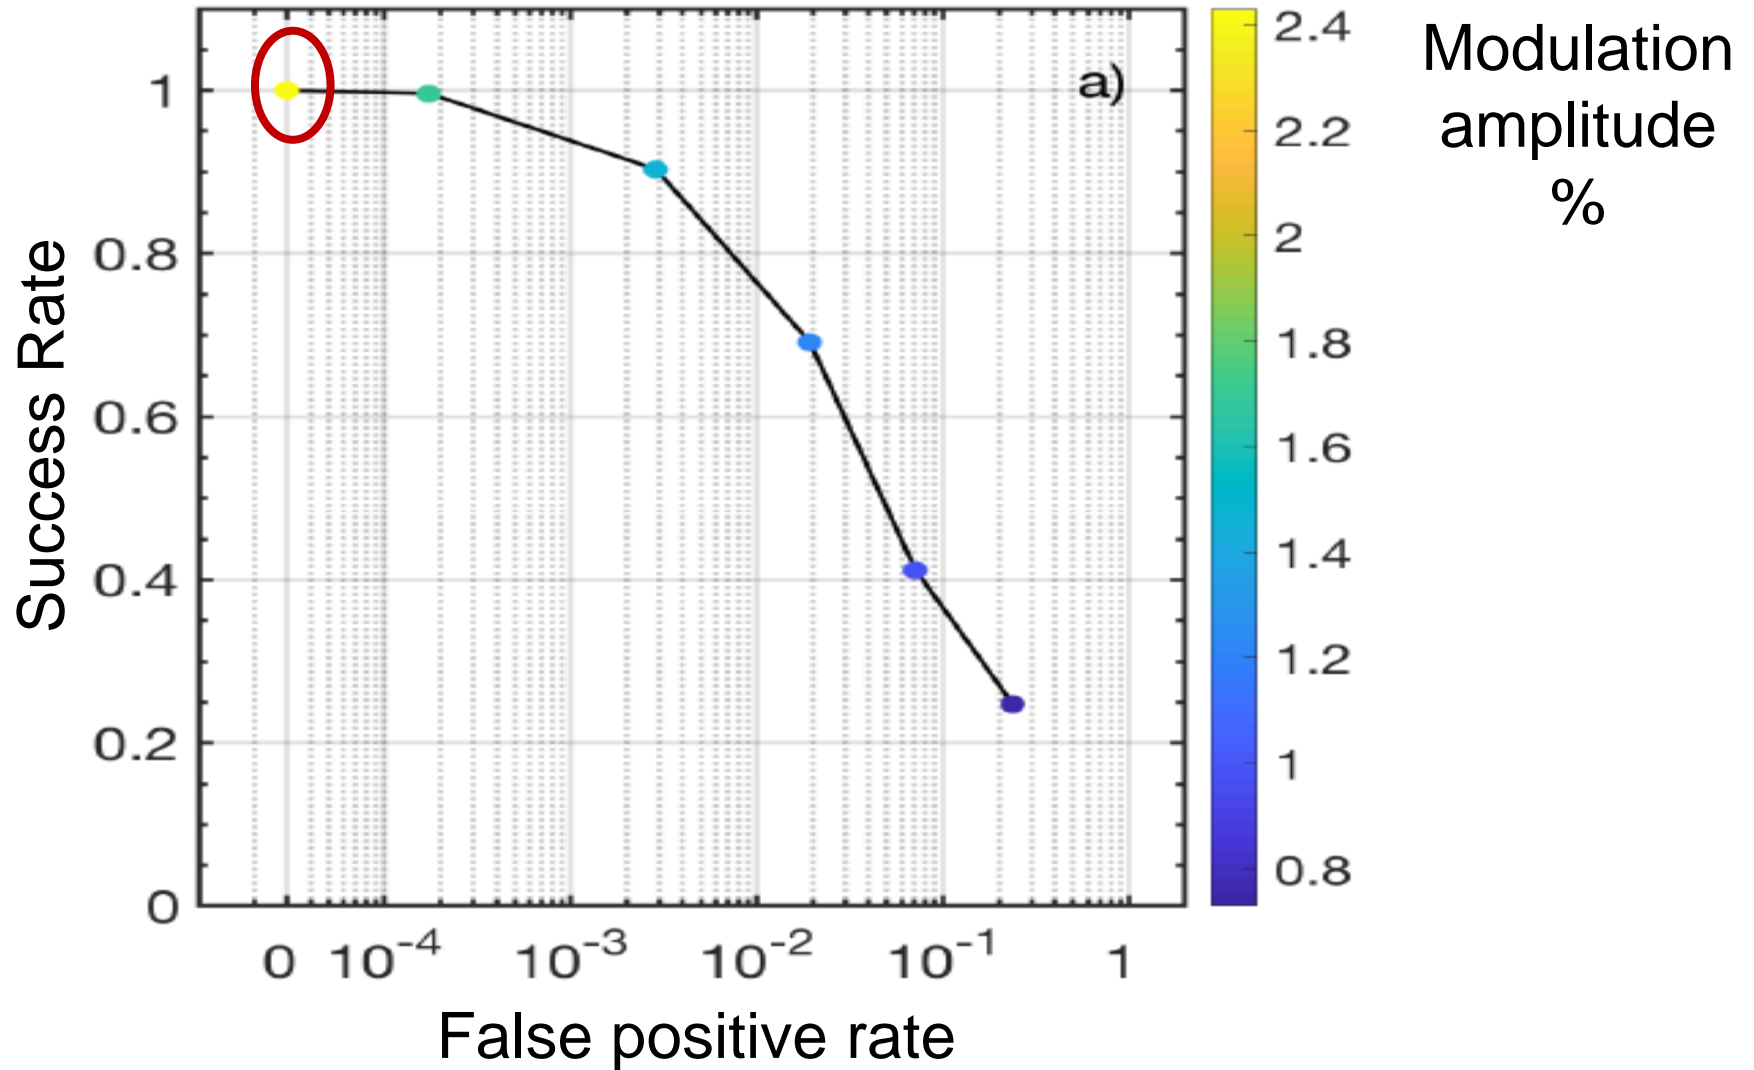 a)
1
0.8
0.6
0.4
0.2
0
Success Rate
0 10⁻⁴ 10⁻³ 10⁻² 10⁻¹ 1
False positive rate
2.4
2.2
2
1.8
1.6
1.4
1.2
1
0.8
Modulation
amplitude
%